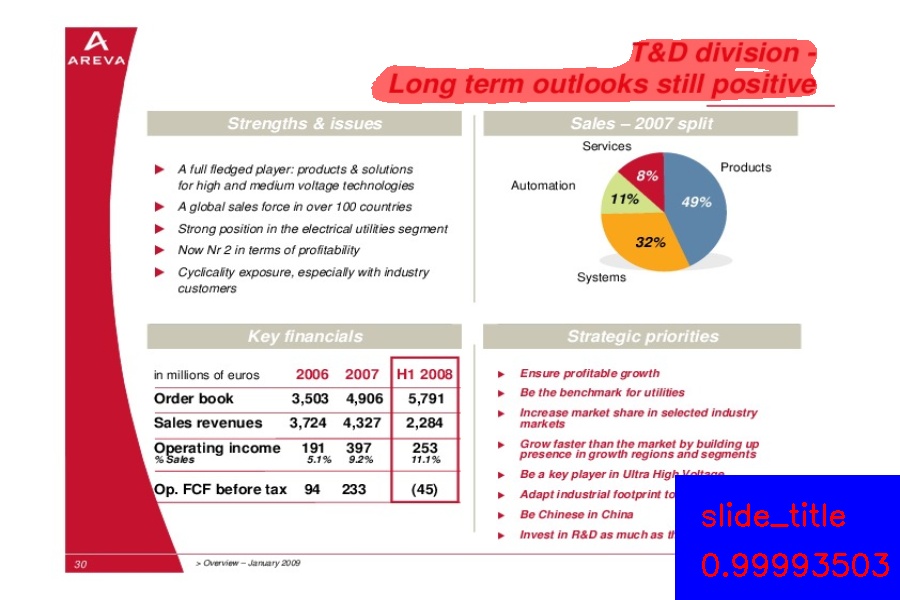 AREVA
T&D division -
Long term outlooks still positive
Strengths & issues
A full fledged player: products & solutions
for high and medium voltage technologies
A global sales force in over 100 countries
Strong position in the electrical utilities segment
Now Nr 2 in terms of profitability
Cyclicality exposure, especially with industry
customers
Sales – 2007 split
Services
Products
Automation
8%
11%
49%
32%
Systems
Key financials
in millions of euros 2006 2007 H1 2008
Order book 3,503 4,906 5,791
Sales revenues 3,724 4,327 2,284
Operating income 191 397 253
% Sales 5.1% 9.2% 11.1%
Op. FCF before tax 94 233 (45)
Strategic priorities
Ensure profitable growth
Be the benchmark for utilities
Increase market share in selected industry
markets
Grow faster than the market by building up
presence in growth regions and segments
Be a key player in Ultra High Voltage
Adapt industrial footprint to
Be Chinese in China
Invest in R&D as much as
slide_title
0.99993503
30
> Overview – January 2009